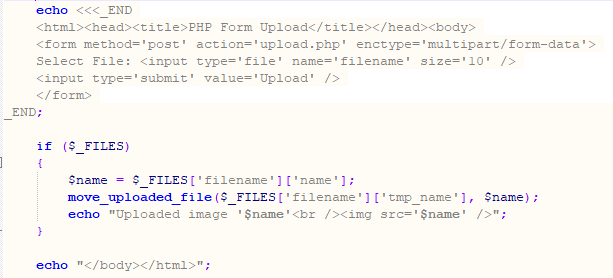 echo <<<_END
<html><head><title>PHP Form Upload</title></head><body>
<form method='post' action='upload.php' enctype='multipart/form-data'>
Select File: <input type='file' name='filename' size='10' />
<input type='submit' value='Upload' />
</form>
_END;
if ($_FILES)
{
$name = $_FILES['filename']['name'];
move_uploaded_file($_FILES['filename']['tmp_name'], $name);
echo "Uploaded image '$name'<br /><img src='$name' />";
}
echo "</body></html>";